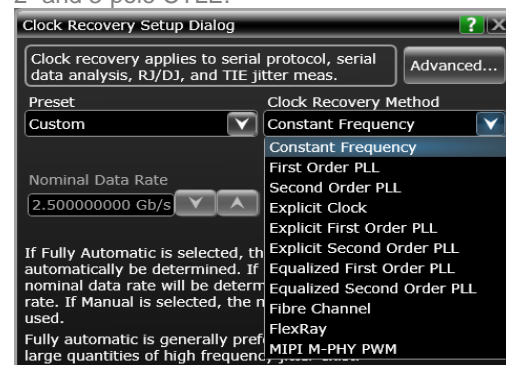 2- and 3-pole CTLE.
Clock Recovery Setup Dialog
?
X
Clock recovery applies to serial protocol, serial
data analysis, RJ/DJ, and TIE jitter meas.
Advanced...
Preset
Clock Recovery Method
Custom
Constant Frequency
Constant Frequency
First Order PLL
Second Order PLL
Explicit Clock
Explicit First Order PLL
Explicit Second Order PLL
Equalized First Order PLL
Equalized Second Order PLL
Fibre Channel
FlexRay
MIPI M-PHY PWM
Nominal Data Rate
2.500000000 Gb/s
If Fully Automatic is selected, th
automatically be determined. If
nominal data rate will be determ
rate. If Manual is selected, the n
used.
Fully automatic is generally pref
large quantities of high frequenc